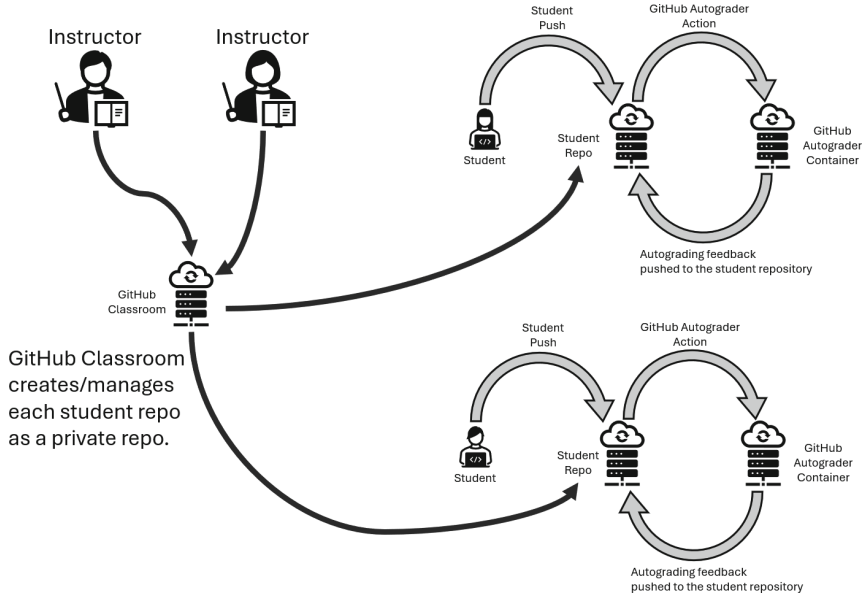 Instructor
Instructor
GitHub
Classroom
GitHub Classroom
creates/manages
each student repo
as a private repo.
Student
Push
GitHub Autograder
Action
Student
Student
Repo
GitHub
Autograder
Container
Autograding feedback
pushed to the student repository
Student
Push
GitHub Autograder
Action
Student
Student
Repo
GitHub
Autograder
Container
Autograding feedback
pushed to the student repository